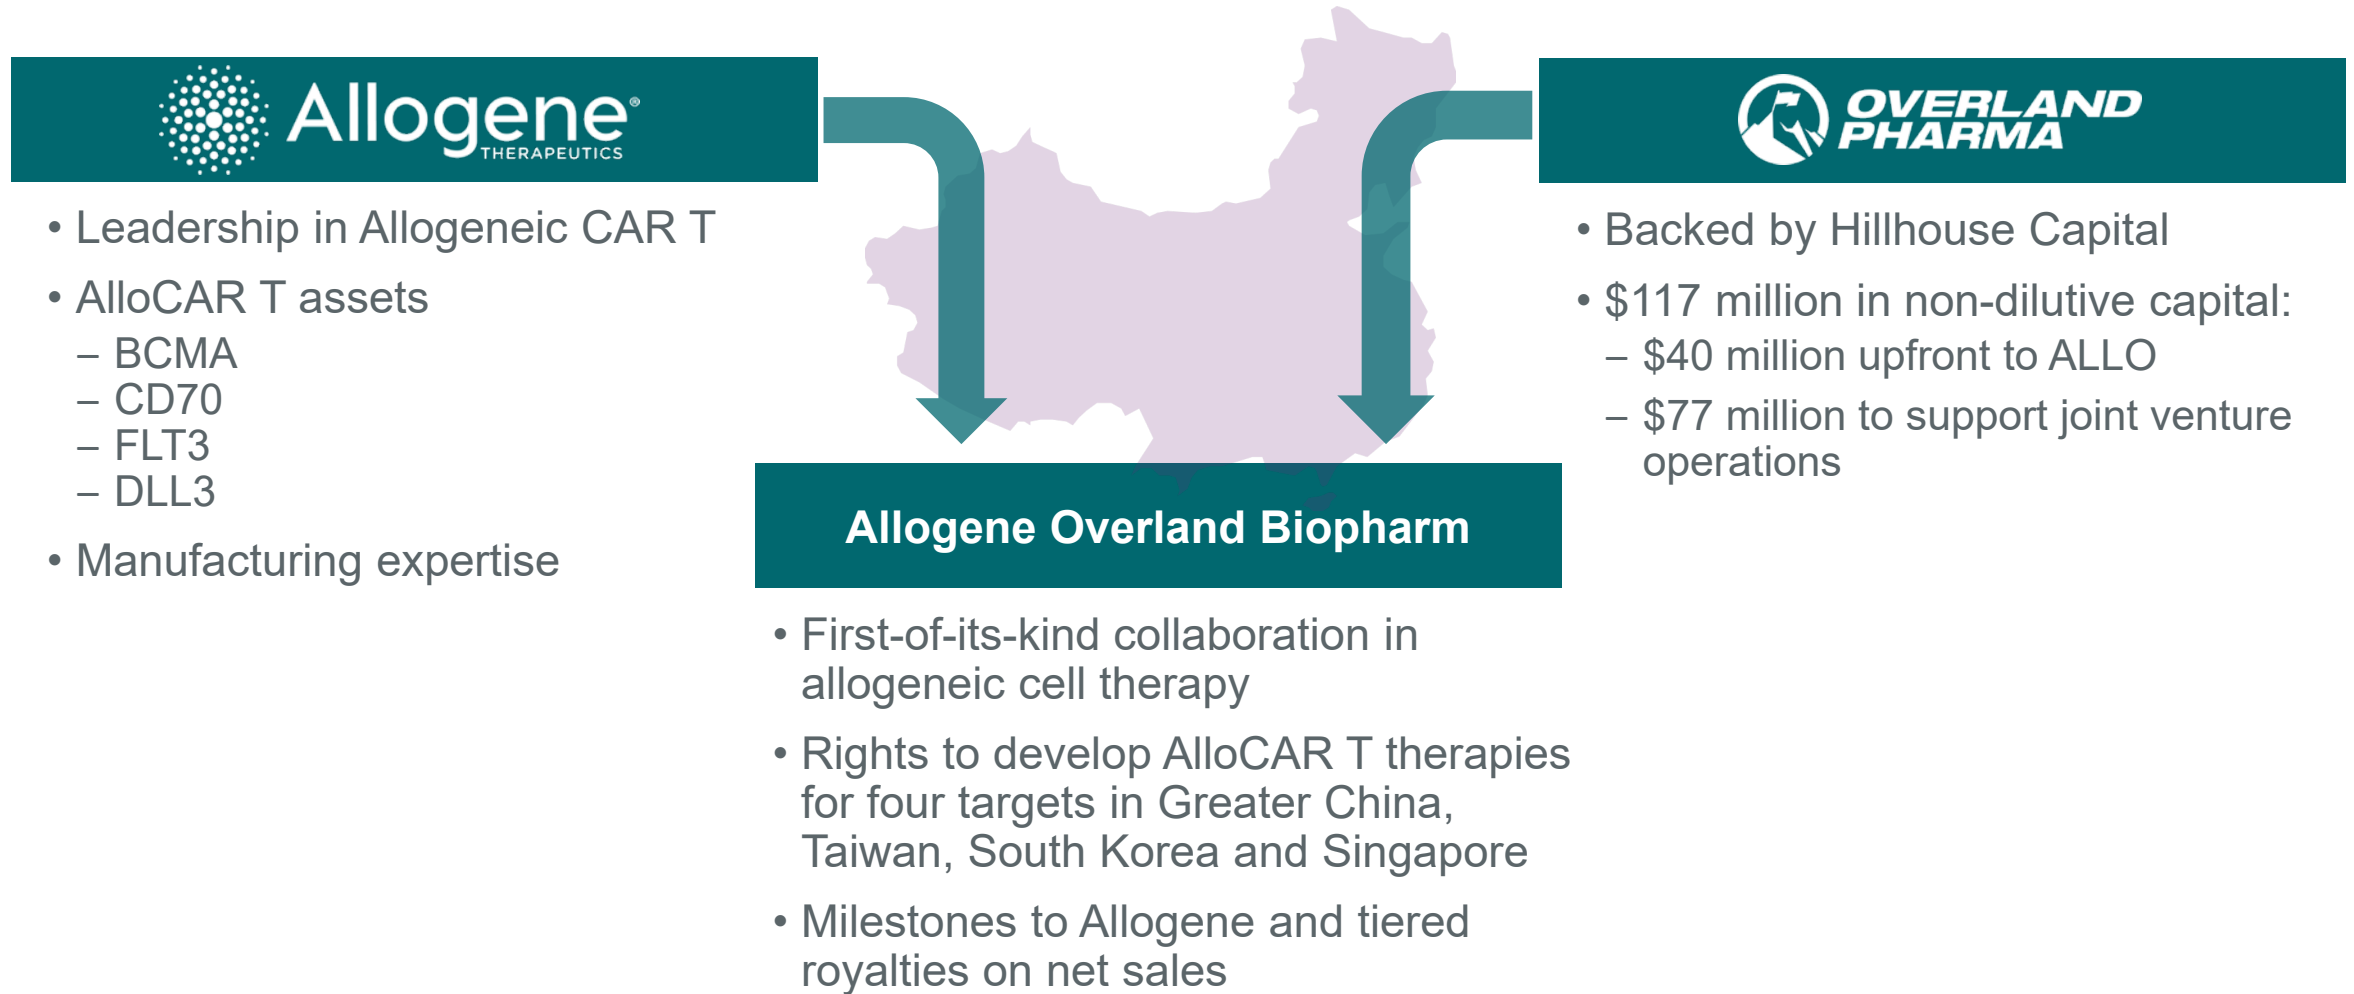 Allogene®
THERAPEUTICS
• Leadership in Allogeneic CAR T
• AlloCAR T assets
– BCMA
– CD70
– FLT3
– DLL3
• Manufacturing expertise
OVERLAND
PHARMA
• Backed by Hillhouse Capital
• $117 million in non-dilutive capital:
– $40 million upfront to ALLO
– $77 million to support joint venture
operations
Allogene Overland Biopharm
• First-of-its-kind collaboration in
allogeneic cell therapy
• Rights to develop AlloCAR T therapies
for four targets in Greater China,
Taiwan, South Korea and Singapore
• Milestones to Allogene and tiered
royalties on net sales